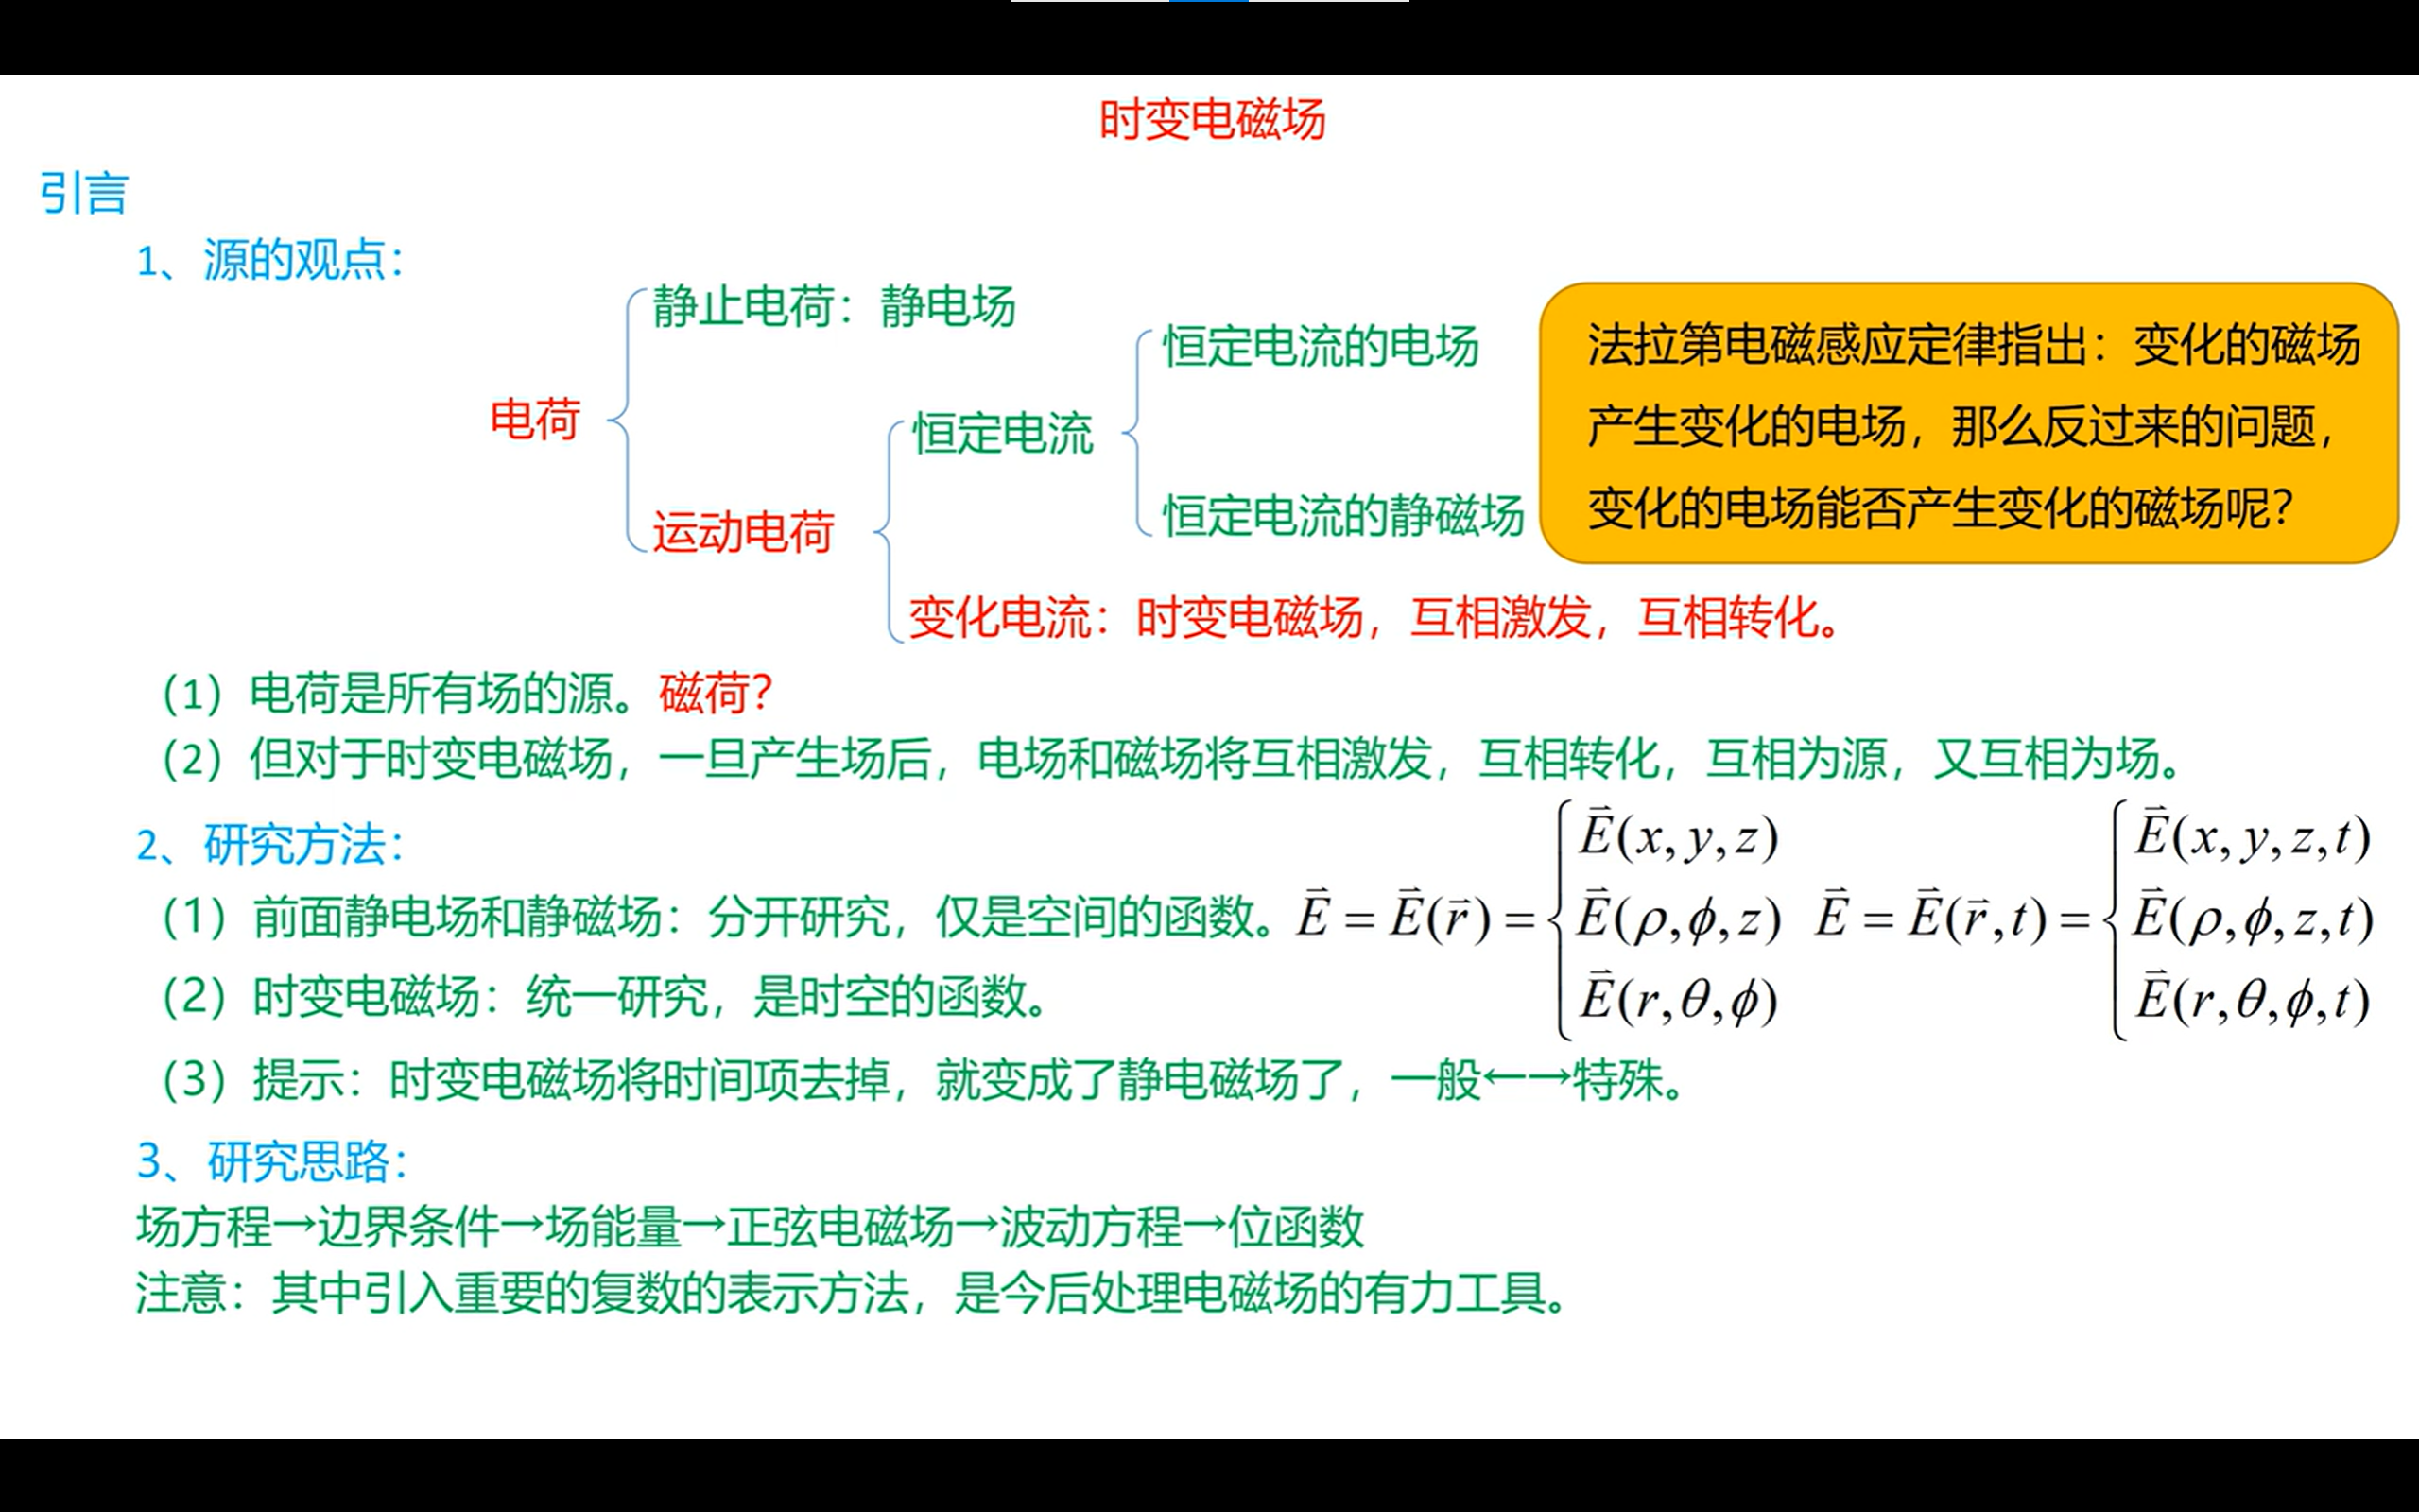 时变电磁场
引言
1、源的观点：
静止电荷：静电场
恒定电流的电场
电荷
恒定电流
恒定电流的静磁场
运动电荷
变化电流：时变电磁场，互相激发，互相转化。
法拉第电磁感应定律指出：变化的磁场
产生变化的电场，那么反过来的问题，
变化的电场能否产生变化的磁场呢？
（1）电荷是所有场的源。磁荷？
（2）但对于时变电磁场，一旦产生场后，电场和磁场将互相激发，互相转化，互相为源，又互相为场。
2、研究方法：
（1）前面静电场和静磁场：分开研究，仅是空间的函数。
（2）时变电磁场：统一研究，是时空的函数。
$\vec{E} = \vec{E}(\vec{r}) = \begin{cases} \vec{E}(x,y,z) \\ \vec{E}(\rho,\phi,z) \\ \vec{E}(r,\theta,\phi) \end{cases}$
$\vec{E} = \vec{E}(\vec{r},t) = \begin{cases} \vec{E}(x,y,z,t) \\ \vec{E}(\rho,\phi,z,t) \\ \vec{E}(r,\theta,\phi,t) \end{cases}$
（3）提示：时变电磁场将时间项去掉，就变成了静电磁场了，一般←→特殊。
3、研究思路：
场方程→边界条件→场能量→正弦电磁场→波动方程→位函数
注意：其中引入重要的复数的表示方法，是今后处理电磁场的有力工具。